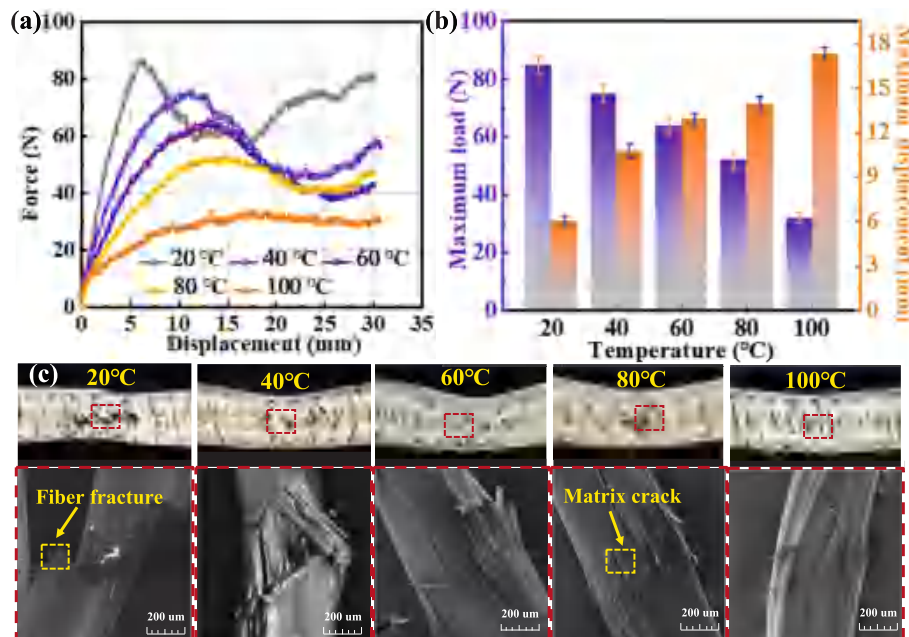 (a)
100
80
60
40
20
0
Force (N)
20 °C
40 °C
60 °C
80 °C
100 °C
0
5
10
15
20
25
30
35
Displacement (mm)
(b)
100
80
60
40
20
0
Maximum load (N)
18
15
12
9
6
3
0
Maximum displacement (mm)
20
40
60
80
100
Temperature (°C)
(c)
20°C
40°C
60°C
80°C
100°C
Fiber fracture
Matrix crack
200 um
200 um
200 um
200 um
200 um